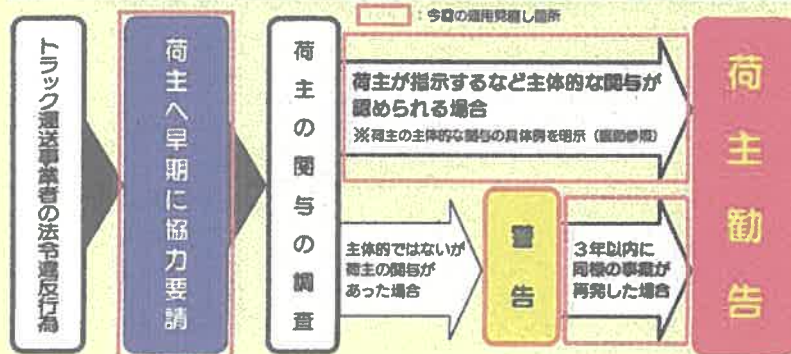 ：今回の運用見直し箇所
トラック運送事業者の法令違反行為
荷主へ早期に協力要請
荷主の関与の調査
荷主が指示するなど主体的な関与が
認められる場合
※荷主の主体的な関与の具体例を明示（裏面参照）
主体的ではないが
荷主の関与が
あった場合
警告
3年以内に
同様の事案が
再発した場合
荷主勧告